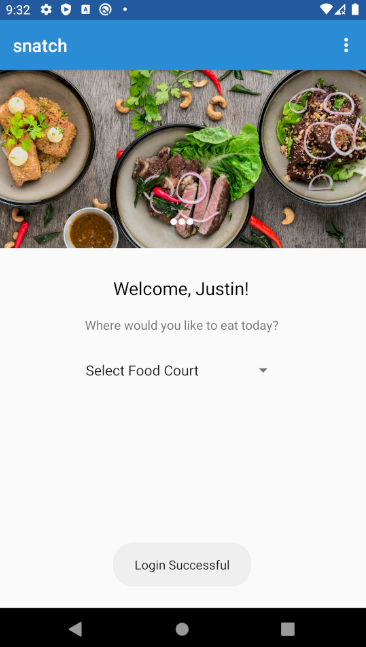 9:32
snatch
Welcome, Justin!
Where would you like to eat today?
Select Food Court
Login Successful